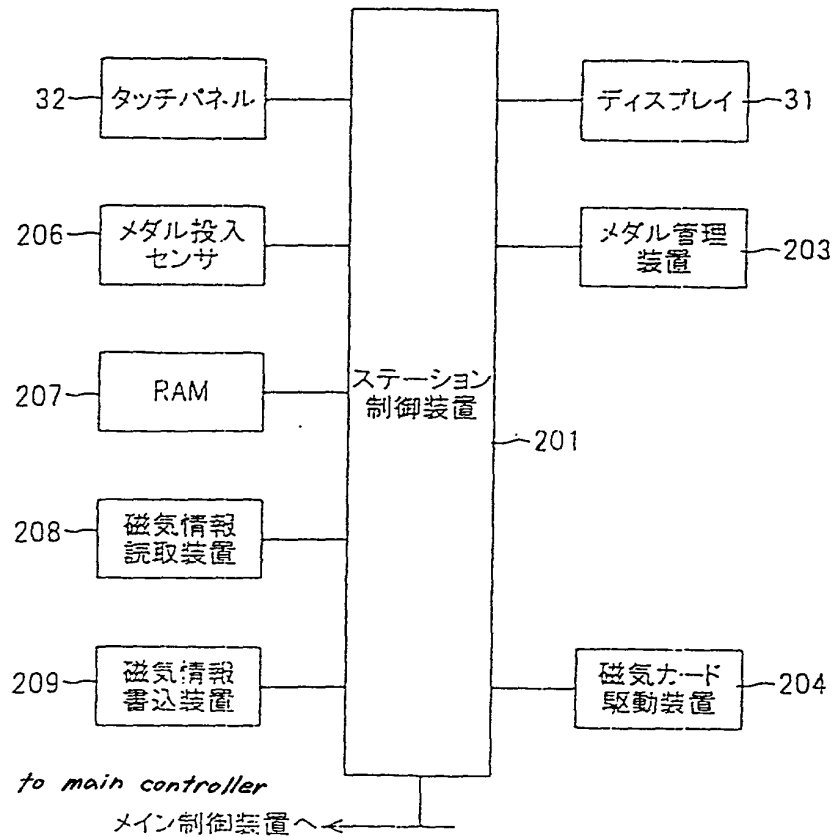 32
タッチパネル
ディスプレイ
31
206
メダル投入
センサ
メダル管理
装置
203
207
RAM
ステーション
制御装置
201
208
磁気情報
読取装置
209
磁気情報
書込装置
磁気カード
駆動装置
204
to main controller
メイン制御装置へ